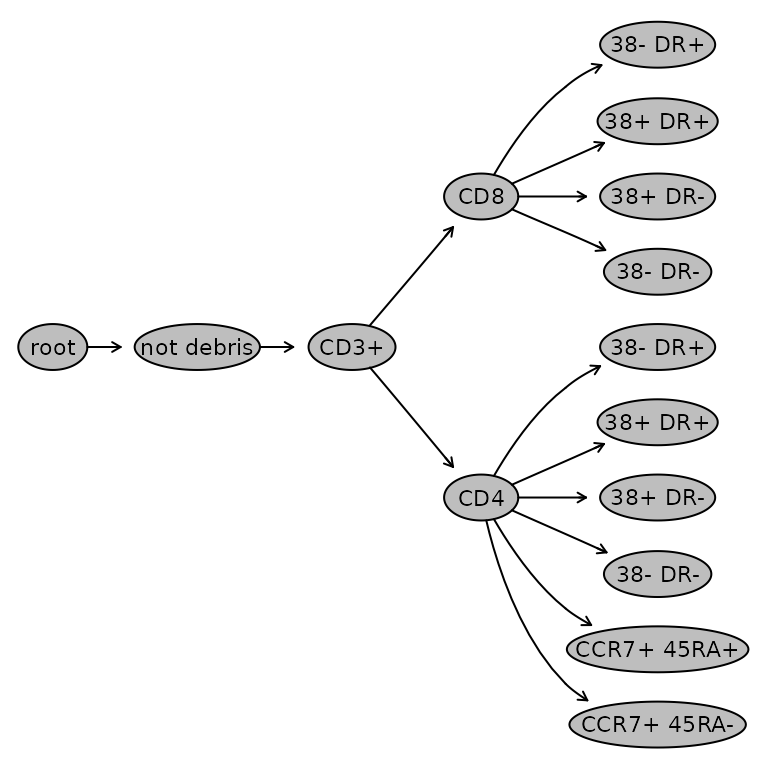 38- DR+
38+ DR+
CD8
38+ DR-
38- DR-
root
not debris
CD3+
38- DR+
38+ DR+
CD4
38+ DR-
38- DR-
CCR7+ 45RA+
CCR7+ 45RA-